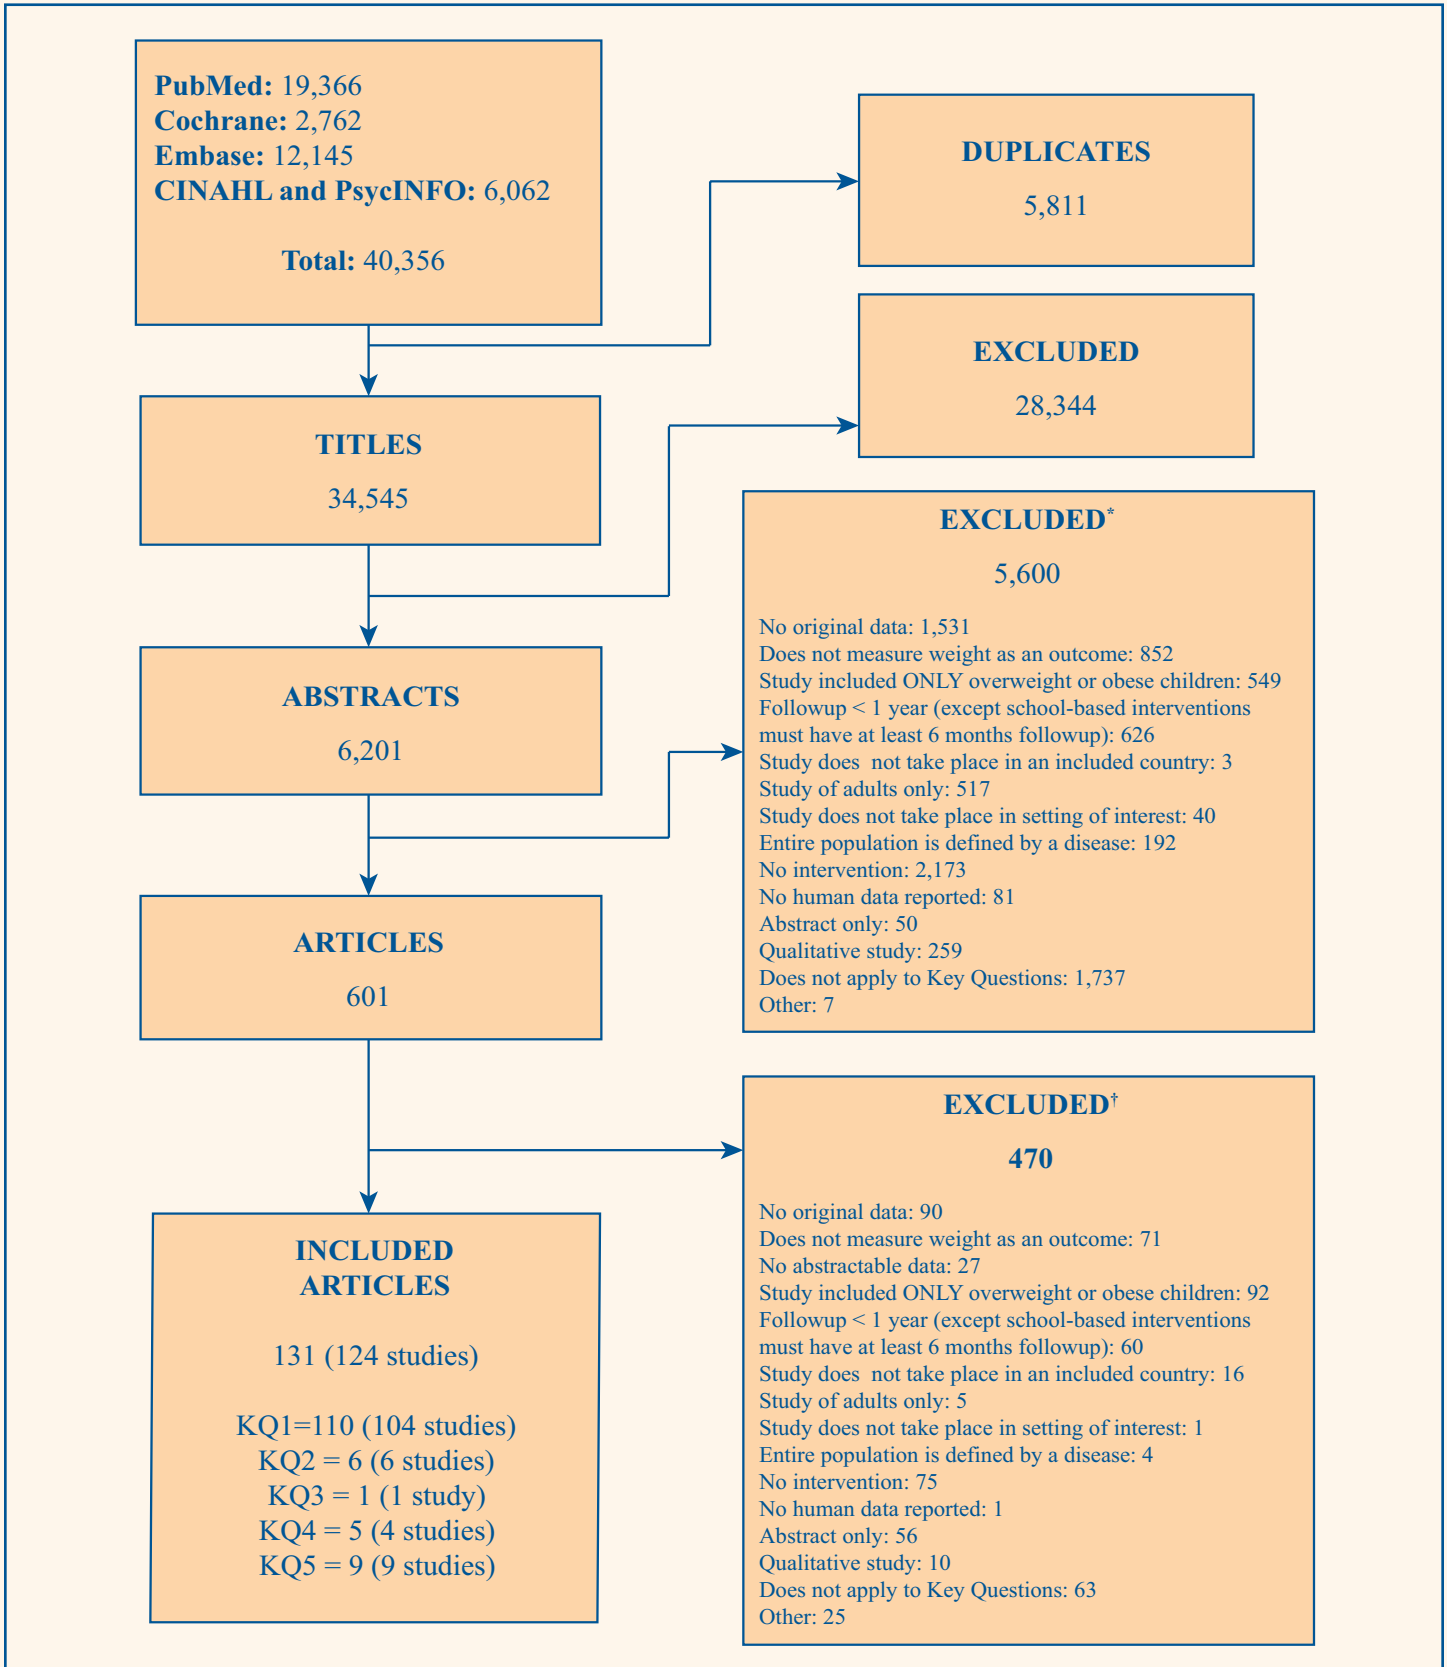 PubMed: 19,366
Cochrane: 2,762
Embase: 12,145
CINAHL and PsycINFO: 6,062
Total: 40,356
DUPLICATES
5,811
EXCLUDED
28,344
TITLES
34,545
EXCLUDED*
5,600
No original data: 1,531
Does not measure weight as an outcome: 852
Study included ONLY overweight or obese children: 549
Followup < 1 year (except school-based interventions
must have at least 6 months followup): 626
Study does  not take place in an included country: 3
Study of adults only: 517
Study does not take place in setting of interest: 40
Entire population is defined by a disease: 192
No intervention: 2,173
No human data reported: 81
Abstract only: 50
Qualitative study: 259
Does not apply to Key Questions: 1,737
Other: 7
ABSTRACTS
6,201
ARTICLES
601
EXCLUDED†
470
No original data: 90
Does not measure weight as an outcome: 71
No abstractable data: 27
Study included ONLY overweight or obese children: 92
Followup < 1 year (except school-based interventions
must have at least 6 months followup): 60
Study does  not take place in an included country: 16
Study of adults only: 5
Study does not take place in setting of interest: 1
Entire population is defined by a disease: 4
No intervention: 75
No human data reported: 1
Abstract only: 56
Qualitative study: 10
Does not apply to Key Questions: 63
Other: 25
INCLUDED
ARTICLES
131 (124 studies)
KQ1=110 (104 studies)
KQ2 = 6 (6 studies)
KQ3 = 1 (1 study)
KQ4 = 5 (4 studies)
KQ5 = 9 (9 studies)